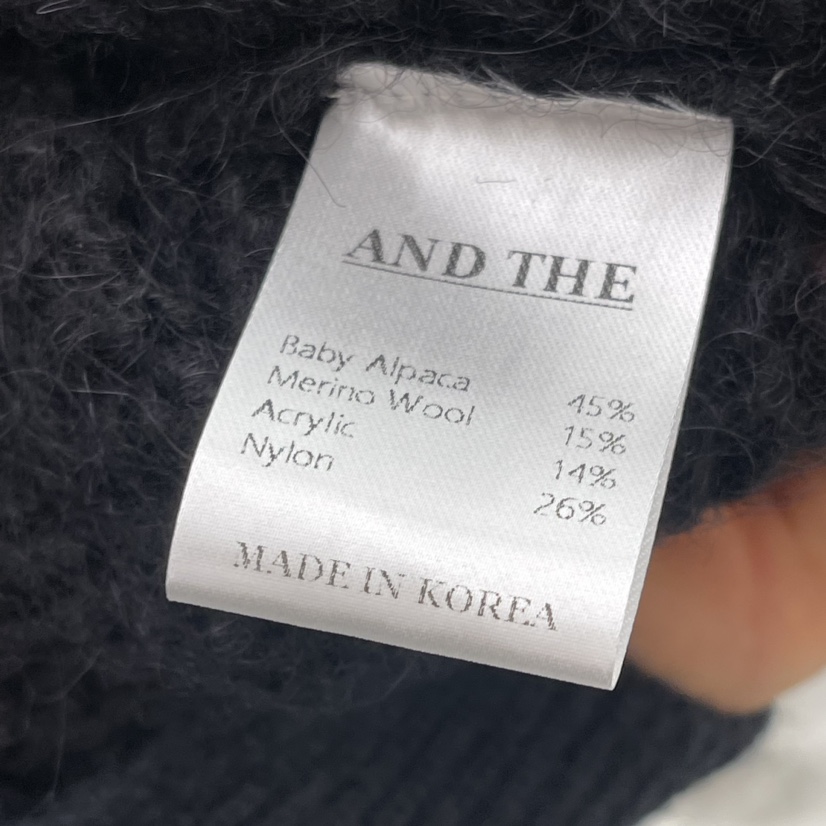 AND THE
Baby Alpaca 45%
Merino Wool 15%
Acrylic 14%
Nylon 26%
MADE IN KOREA